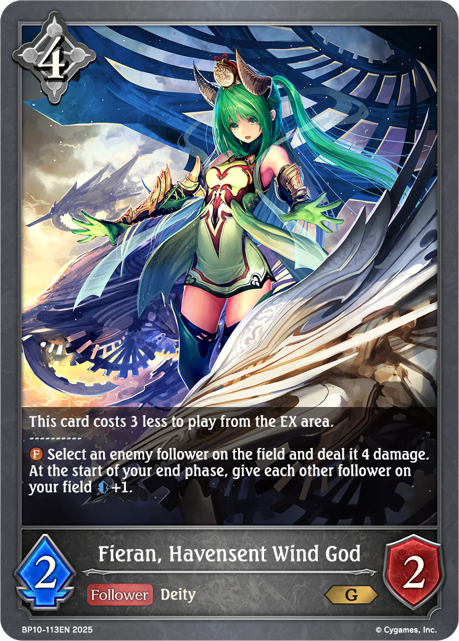 4
This card costs 3 less to play from the EX area.
----------
F Select an enemy follower on the field and deal it 4 damage.
At the start of your end phase, give each other follower on
your field +1.
Fieran, Havensent Wind God
2
Follower Deity
G
2
BP10-113EN 2025
© Cygames, Inc.